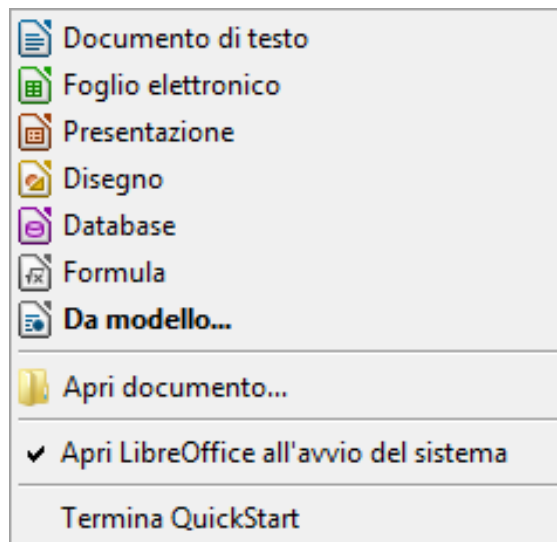 Documento di testo
Foglio elettronico
Presentazione
Disegno
Database
Formula
Da modello...
Apri documento...
Apri LibreOffice all'avvio del sistema
Termina QuickStart